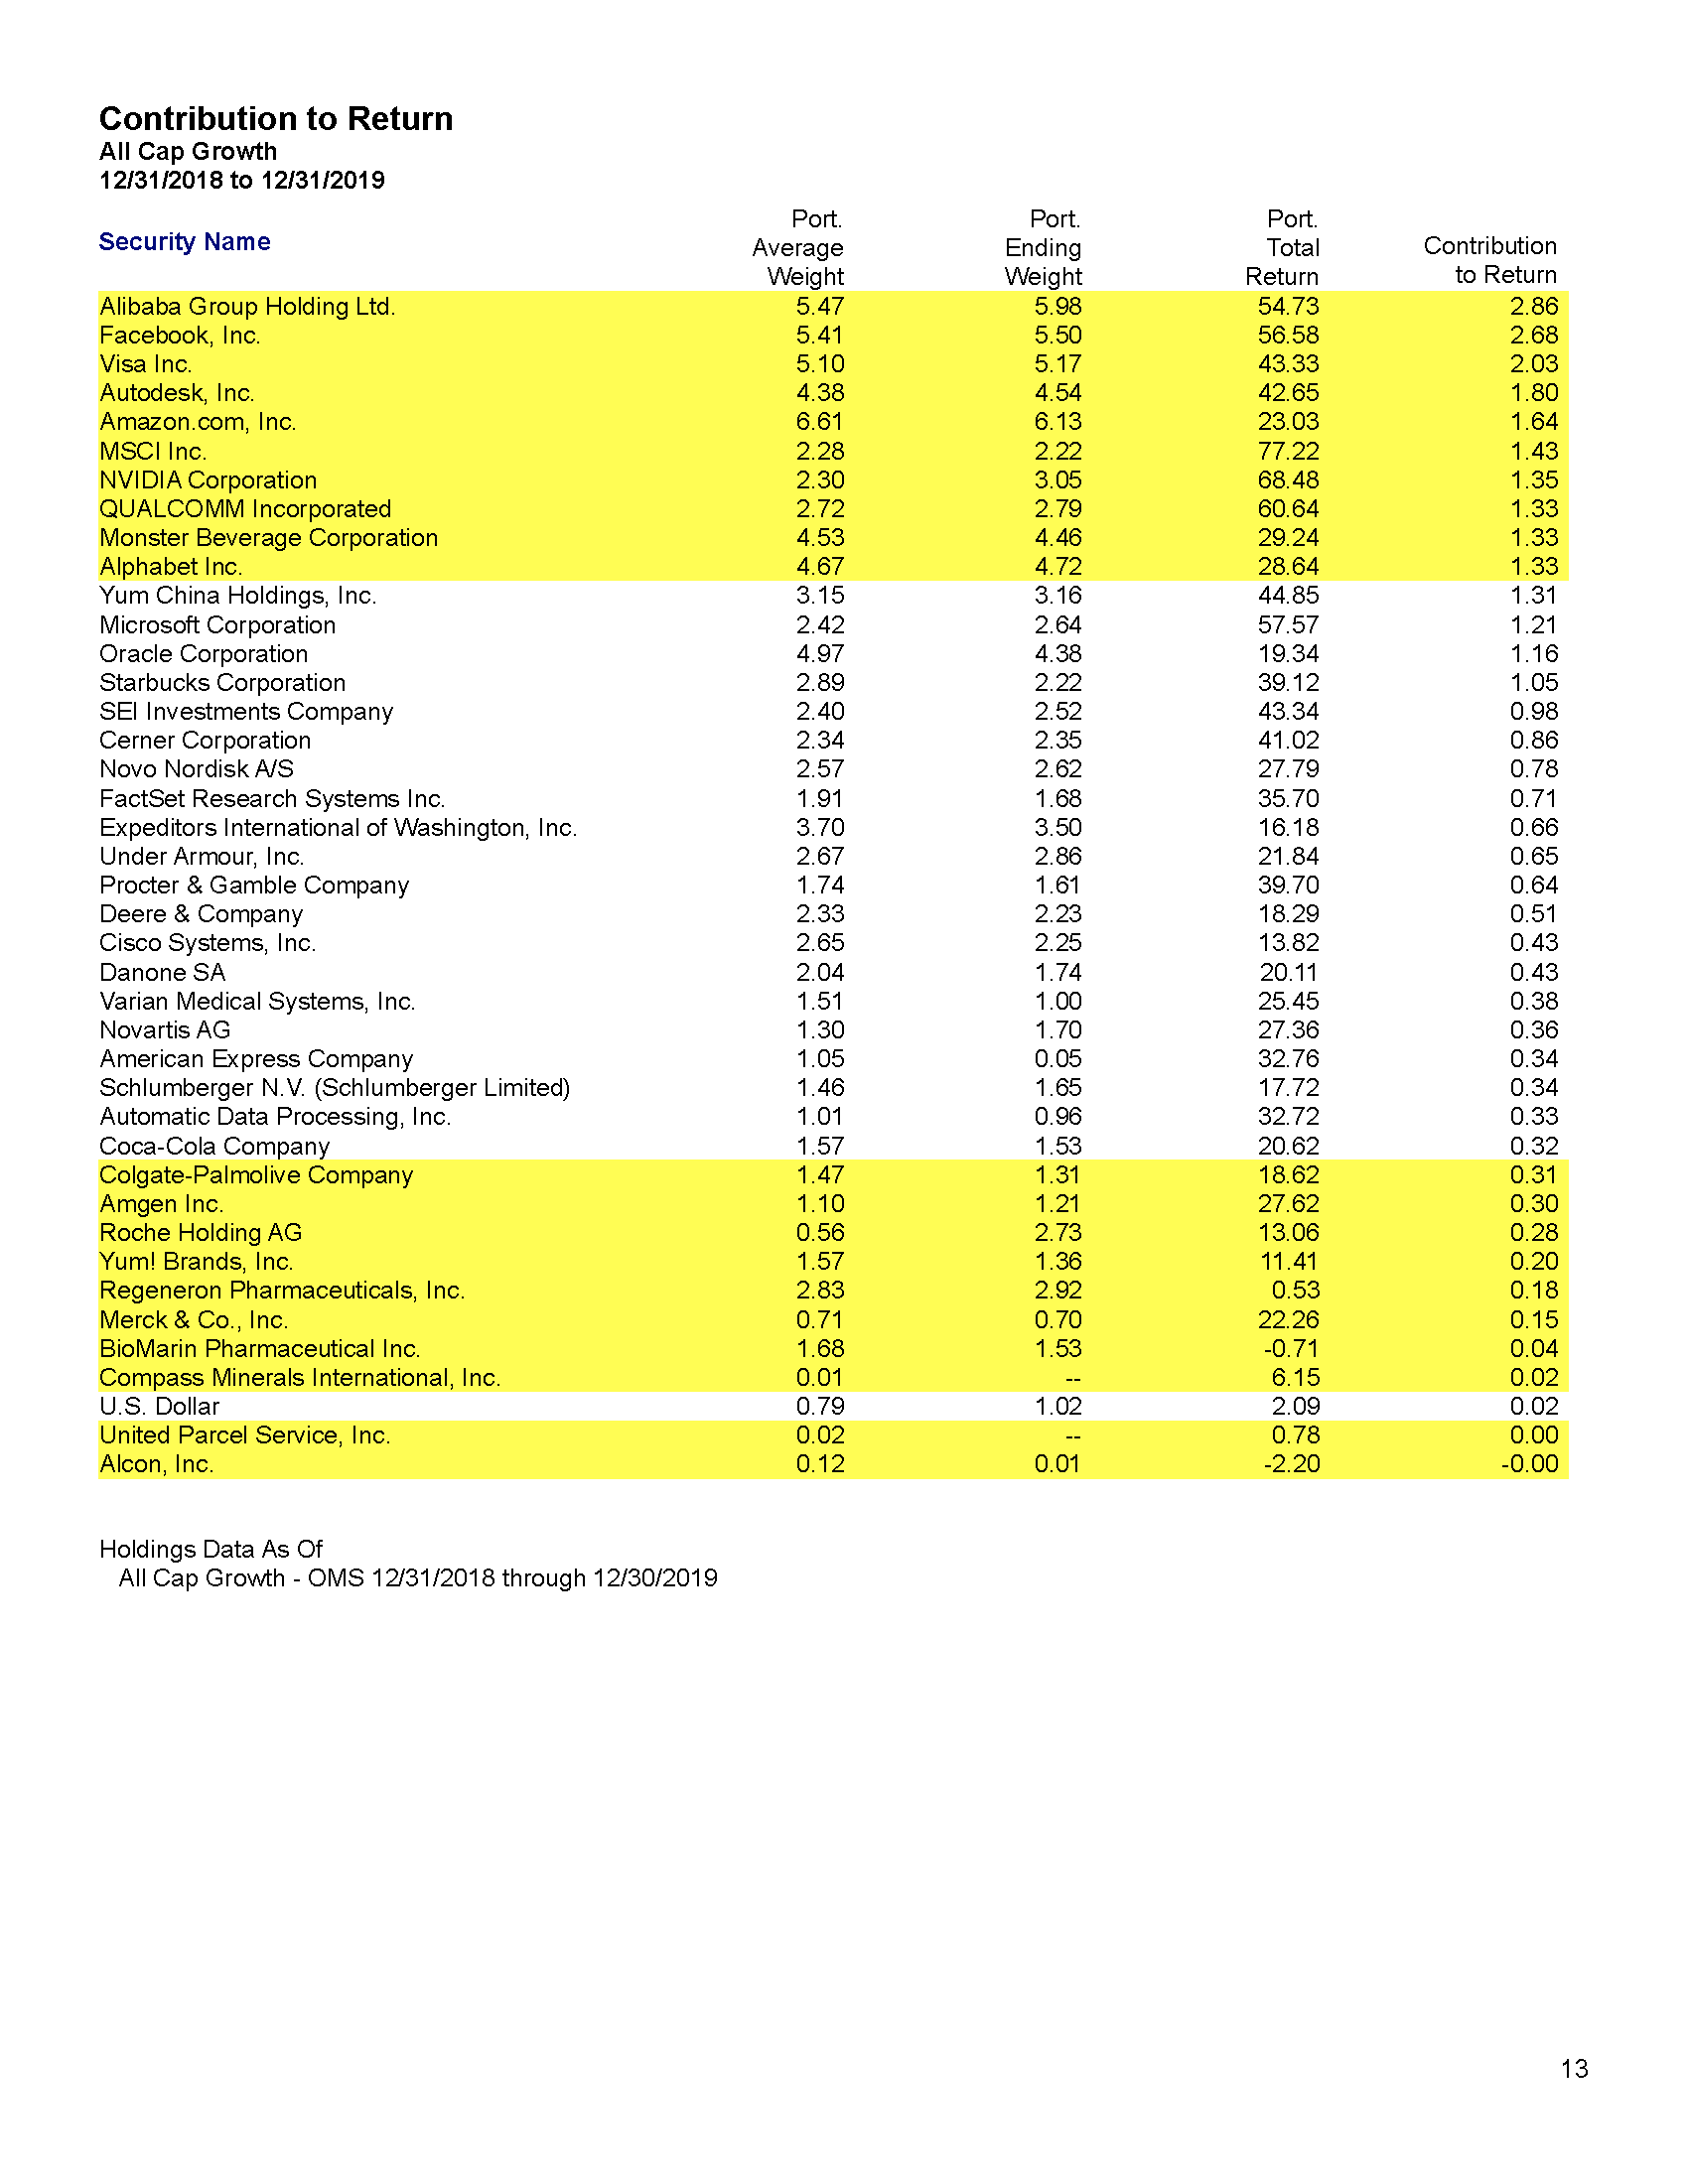 Contribution to Return
All Cap Growth
12/31/2018 to 12/31/2019
Security Name Port. Average Weight Port. Ending Weight Port. Total Return Contribution to Return
Alibaba Group Holding Ltd. 5.47 5.98 54.73 2.86
Facebook, Inc. 5.41 5.50 56.58 2.68
Visa Inc. 5.10 5.17 43.33 2.03
Autodesk, Inc. 4.38 4.54 42.65 1.80
Amazon.com, Inc. 6.61 6.13 23.03 1.64
MSCI Inc. 2.28 2.22 77.22 1.43
NVIDIA Corporation 2.30 3.05 68.48 1.35
QUALCOMM Incorporated 2.72 2.79 60.64 1.33
Monster Beverage Corporation 4.53 4.46 29.24 1.33
Alphabet Inc. 4.67 4.72 28.64 1.33
Yum China Holdings, Inc. 3.15 3.16 44.85 1.31
Microsoft Corporation 2.42 2.64 57.57 1.21
Oracle Corporation 4.97 4.38 19.34 1.16
Starbucks Corporation 2.89 2.22 39.12 1.05
SEI Investments Company 2.40 2.52 43.34 0.98
Cerner Corporation 2.34 2.35 41.02 0.86
Novo Nordisk A/S 2.57 2.62 27.79 0.78
FactSet Research Systems Inc. 1.91 1.68 35.70 0.71
Expeditors International of Washington, Inc. 3.70 3.50 16.18 0.66
Under Armour, Inc. 2.67 2.86 21.84 0.65
Procter & Gamble Company 1.74 1.61 39.70 0.64
Deere & Company 2.33 2.23 18.29 0.51
Cisco Systems, Inc. 2.65 2.25 13.82 0.43
Danone SA 2.04 1.74 20.11 0.43
Varian Medical Systems, Inc. 1.51 1.00 25.45 0.38
Novartis AG 1.30 1.70 27.36 0.36
American Express Company 1.05 0.05 32.76 0.34
Schlumberger N.V. (Schlumberger Limited) 1.46 1.65 17.72 0.34
Automatic Data Processing, Inc. 1.01 0.96 32.72 0.33
Coca-Cola Company 1.57 1.53 20.62 0.32
Colgate-Palmolive Company 1.47 1.31 18.62 0.31
Amgen Inc. 1.10 1.21 27.62 0.30
Roche Holding AG 0.56 2.73 13.06 0.28
Yum! Brands, Inc. 1.57 1.36 11.41 0.20
Regeneron Pharmaceuticals, Inc. 2.83 2.92 0.53 0.18
Merck & Co., Inc. 0.71 0.70 22.26 0.15
BioMarin Pharmaceutical Inc. 1.68 1.53 -0.71 0.04
Compass Minerals International, Inc. 0.01 -- 6.15 0.02
U.S. Dollar 0.79 1.02 2.09 0.02
United Parcel Service, Inc. 0.02 -- 0.78 0.00
Alcon, Inc. 0.12 0.01 -2.20 -0.00
Holdings Data As Of
All Cap Growth - OMS 12/31/2018 through 12/30/2019
13